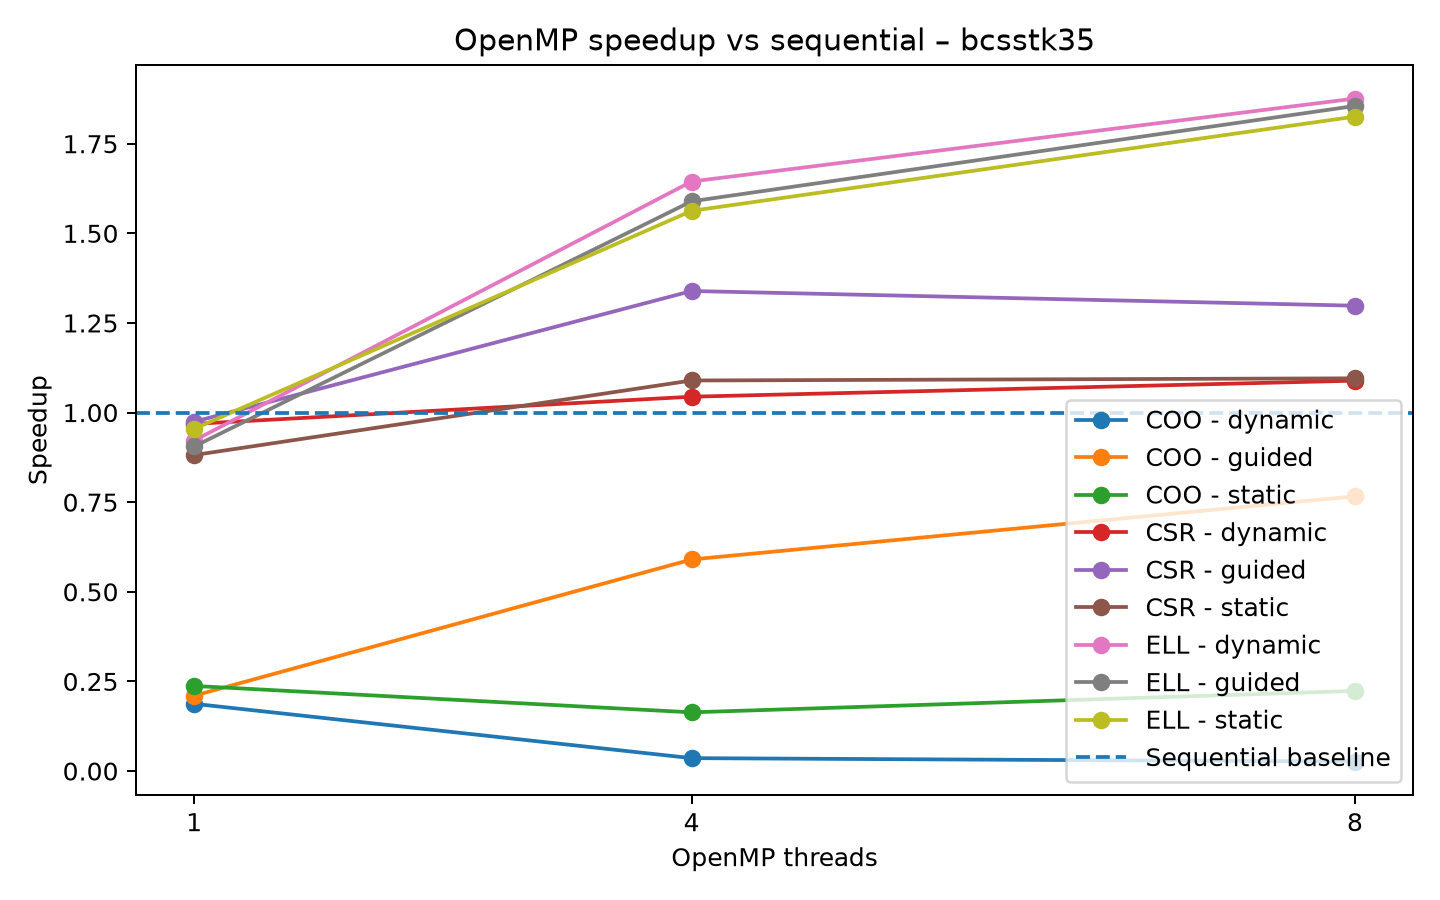 OpenMP speedup vs sequential – bcsstk35
Speedup
1.75
1.50
1.25
1.00
0.75
0.50
0.25
0.00
COO - dynamic
COO - guided
COO - static
CSR - dynamic
CSR - guided
CSR - static
ELL - dynamic
ELL - guided
ELL - static
Sequential baseline
1 4 8
OpenMP threads